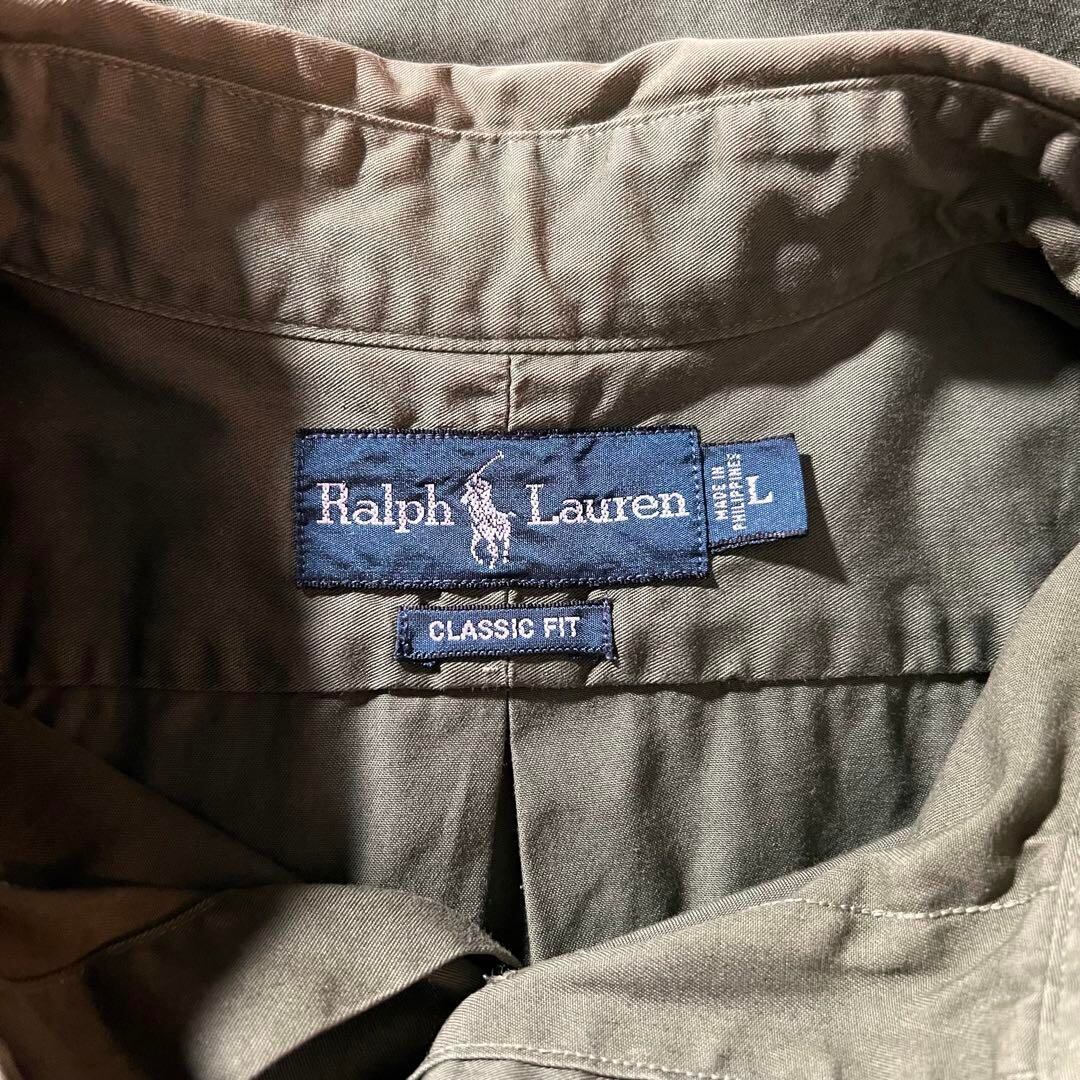 Ralph Lauren
L
MADE IN
PHILIPPINES
CLASSIC FIT